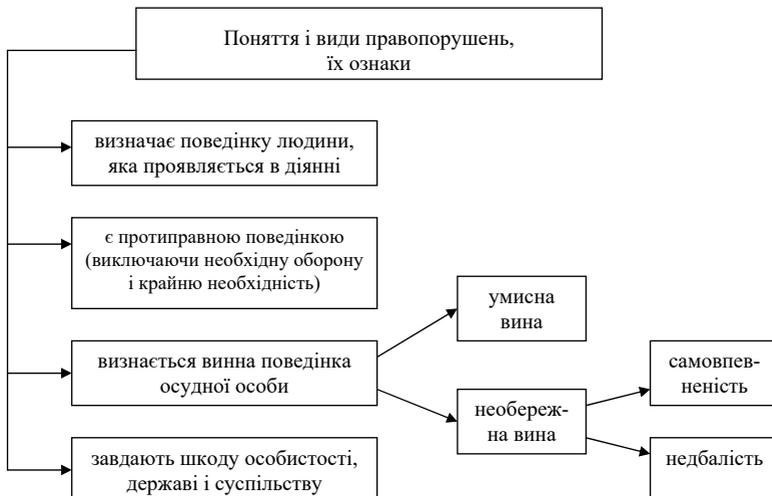 Поняття і види правопорушень,
їх ознаки
визначає поведінку людини,
яка проявляється в діянні
є протиправною поведінкою
(виключаючи необхідну оборону
і крайню необхідність)
визнається винна поведінка
осудної особи
умисна
вина
необереж-
на вина
самовпев-
неність
недбалість
завдають шкоду особистості,
державі і суспільству